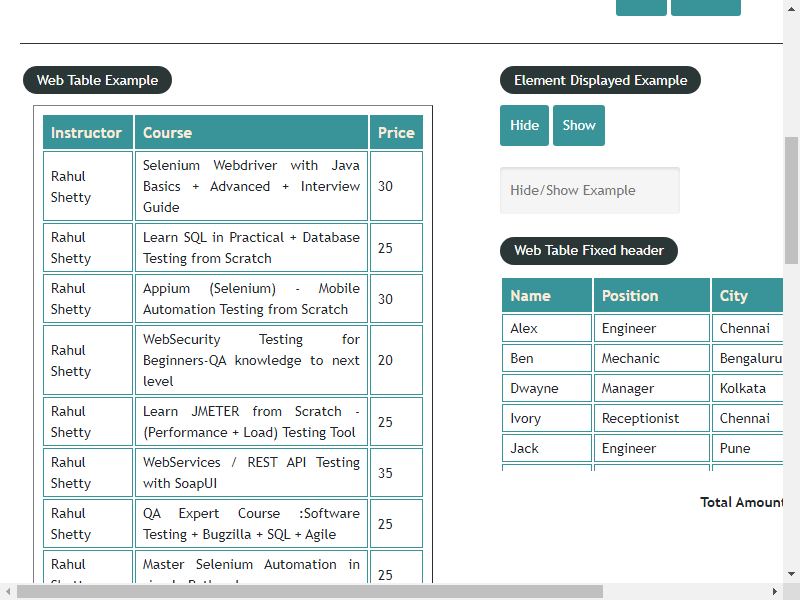 Web Table Example
Instructor Course Price
Rahul Shetty Selenium Webdriver with Java Basics + Advanced + Interview Guide 30
Rahul Shetty Learn SQL in Practical + Database Testing from Scratch 25
Rahul Shetty Appium (Selenium) - Mobile Automation Testing from Scratch 30
Rahul Shetty WebSecurity Testing for Beginners-QA knowledge to next level 20
Rahul Shetty Learn JMETER from Scratch - (Performance + Load) Testing Tool 25
Rahul Shetty WebServices / REST API Testing with SoapUI 35
Rahul Shetty QA Expert Course :Software Testing + Bugzilla + SQL + Agile 25
Rahul Master Selenium Automation in 25
Element Displayed Example
Hide Show
Hide/Show Example
Web Table Fixed header
Name Position City
Alex Engineer Chennai
Ben Mechanic Bengaluru
Dwayne Manager Kolkata
Ivory Receptionist Chennai
Jack Engineer Pune
Total Amount